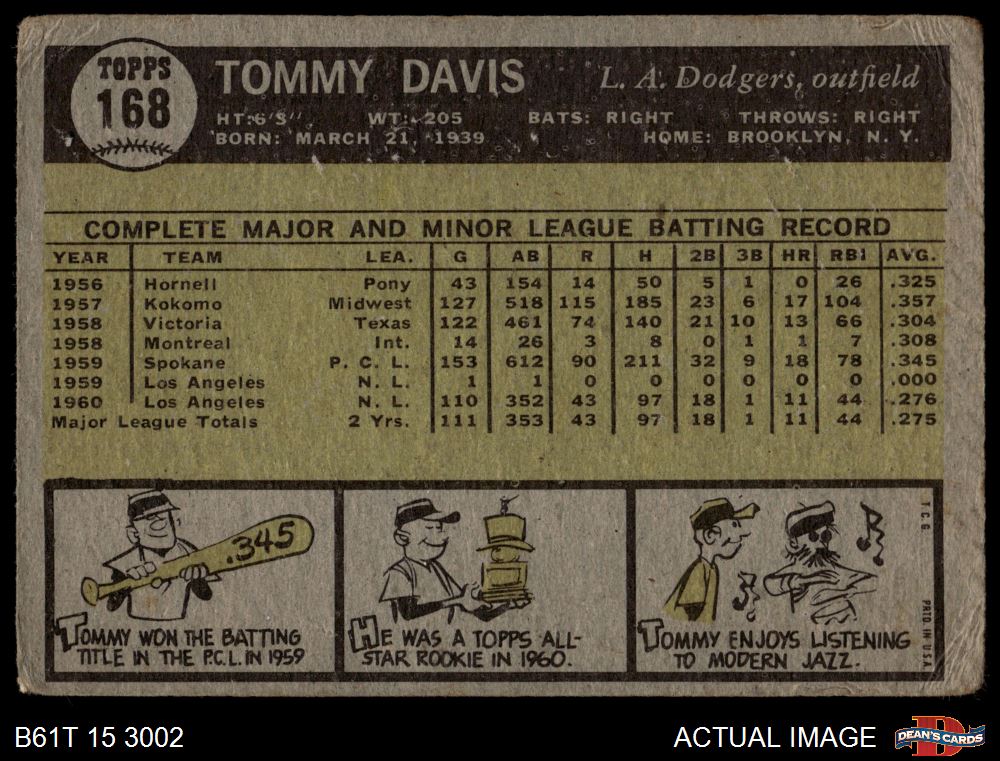 TOPPS
168
TOMMY DAVIS
L. A. Dodgers, outfield
HT: 6'3" WT: 205 BATS: RIGHT THROWS: RIGHT
BORN: MARCH 21, 1939 HOME: BROOKLYN, N. Y.
COMPLETE MAJOR AND MINOR LEAGUE BATTING RECORD
YEAR TEAM LEA. G AB R H 2B 3B HR RBI AVG.
1956 Hornell Pony 43 154 14 50 5 1 0 26 .325
1957 Kokomo Midwest 127 518 115 185 23 6 17 104 .357
1958 Victoria Texas 122 461 74 140 21 10 13 66 .304
1958 Montreal Int. 14 26 3 8 0 1 1 7 .308
1959 Spokane P. C. L. 153 612 90 211 32 9 18 78 .345
1959 Los Angeles N. L. 1 1 0 0 0 0 0 0 .000
1960 Los Angeles N. L. 110 352 43 97 18 1 11 44 .276
Major League Totals 2 Yrs. 111 353 43 97 18 1 11 44 .275
.345
TOMMY WON THE BATTING
TITLE IN THE P.C.L. IN 1959
HE WAS A TOPPS ALL-
STAR ROOKIE IN 1960.
TOMMY ENJOYS LISTENING
TO MODERN JAZZ.
T.C.G. PRTD. IN U.S.A.
B61T 15 3002
ACTUAL IMAGE
DEAN'S CARDS